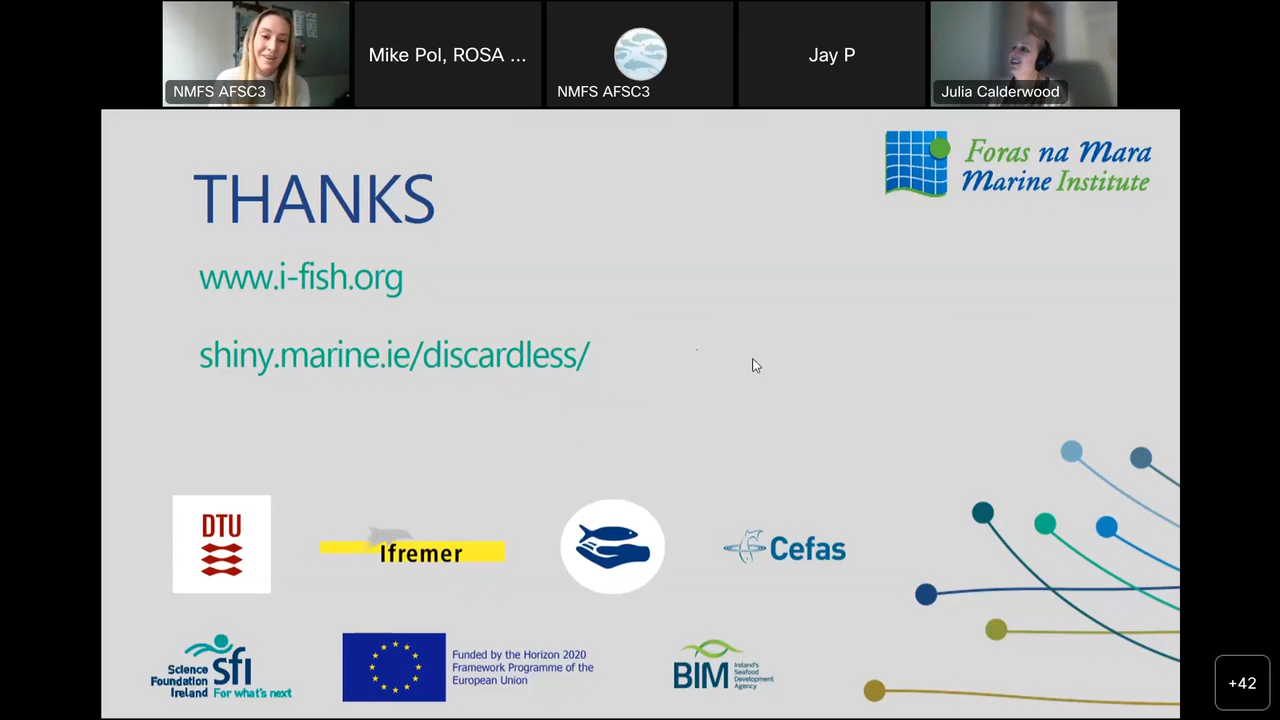 NMFS AFSC3
Mike Pol, ROSA ...
NMFS AFSC3
Jay P
Julia Calderwood
Foras na Mara
Marine Institute
THANKS
www.i-fish.org
shiny.marine.ie/discardless/
DTU
Ifremer
Cefas
Science
Foundation
Ireland
sfi
For what's next
Funded by the Horizon 2020
Framework Programme of the
European Union
BIM
Ireland's
Seafood
Development
Agency
+42